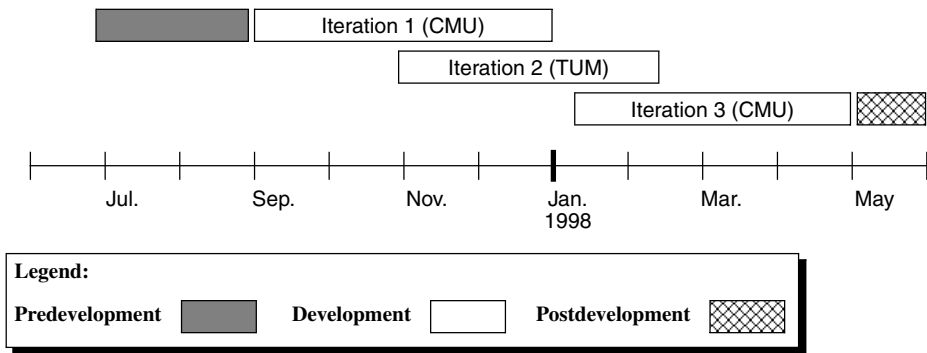 Iteration 1 (CMU)
Iteration 2 (TUM)
Iteration 3 (CMU)
Jul. Sep. Nov. Jan. Mar. May
1998
Legend:
Predevelopment Development Postdevelopment